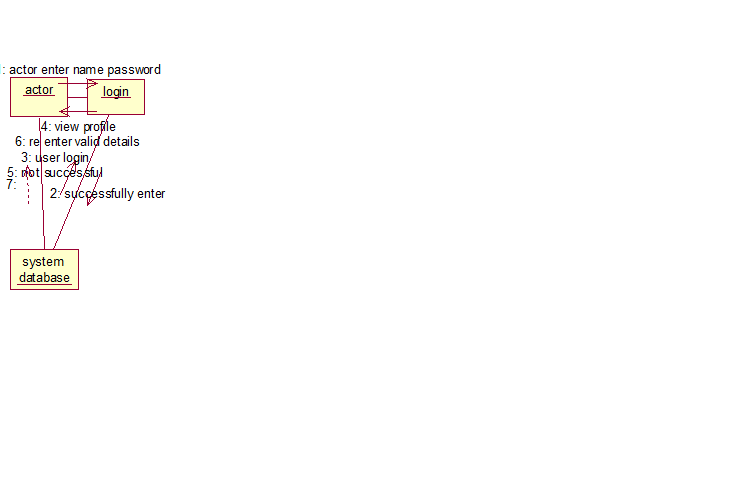 : actor enter name password
actor
login
4: view profile
6: re enter valid details
3: user login
5: not successful
7:
2: successfully enter
system
database